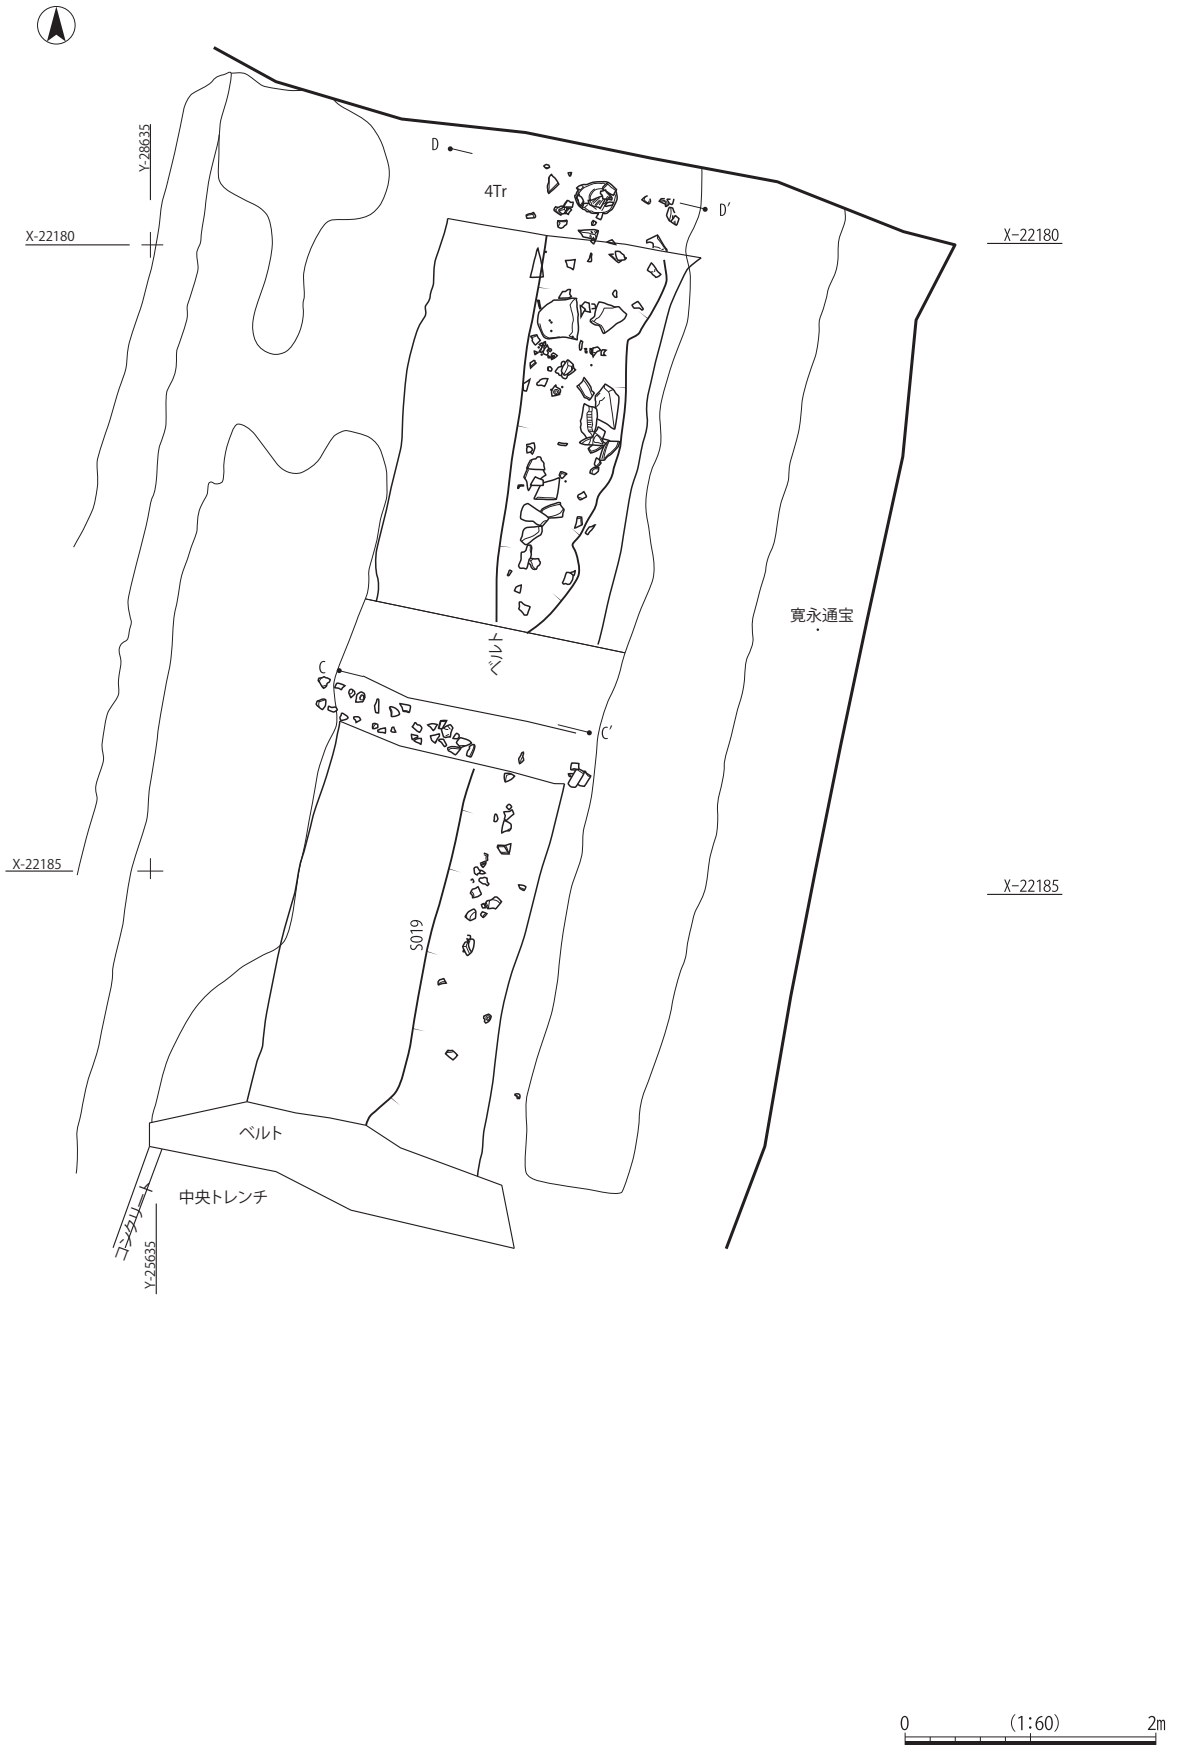 Y-28635
D
4Tr
D′
X-22180
X-22180
寛永通宝
ベルト
C
C′
X-22185
X-22185
S019
ベルト
中央トレンチ
コンクリート
Y-25635
0
(1:60)
2m